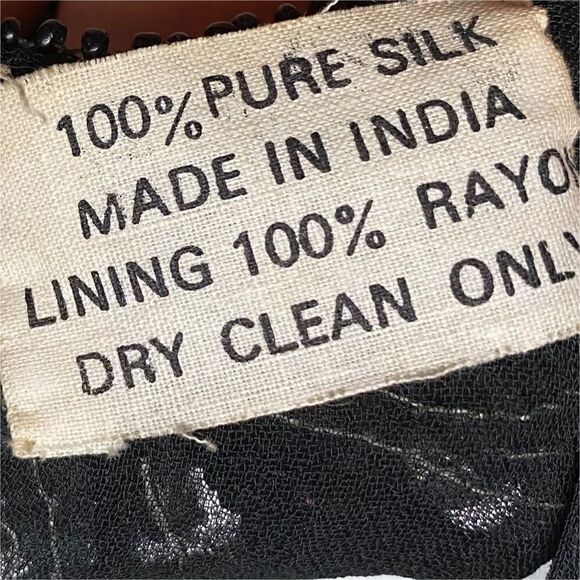 100% PURE SILK
MADE IN INDIA
LINING 100% RAYON
DRY CLEAN ONLY